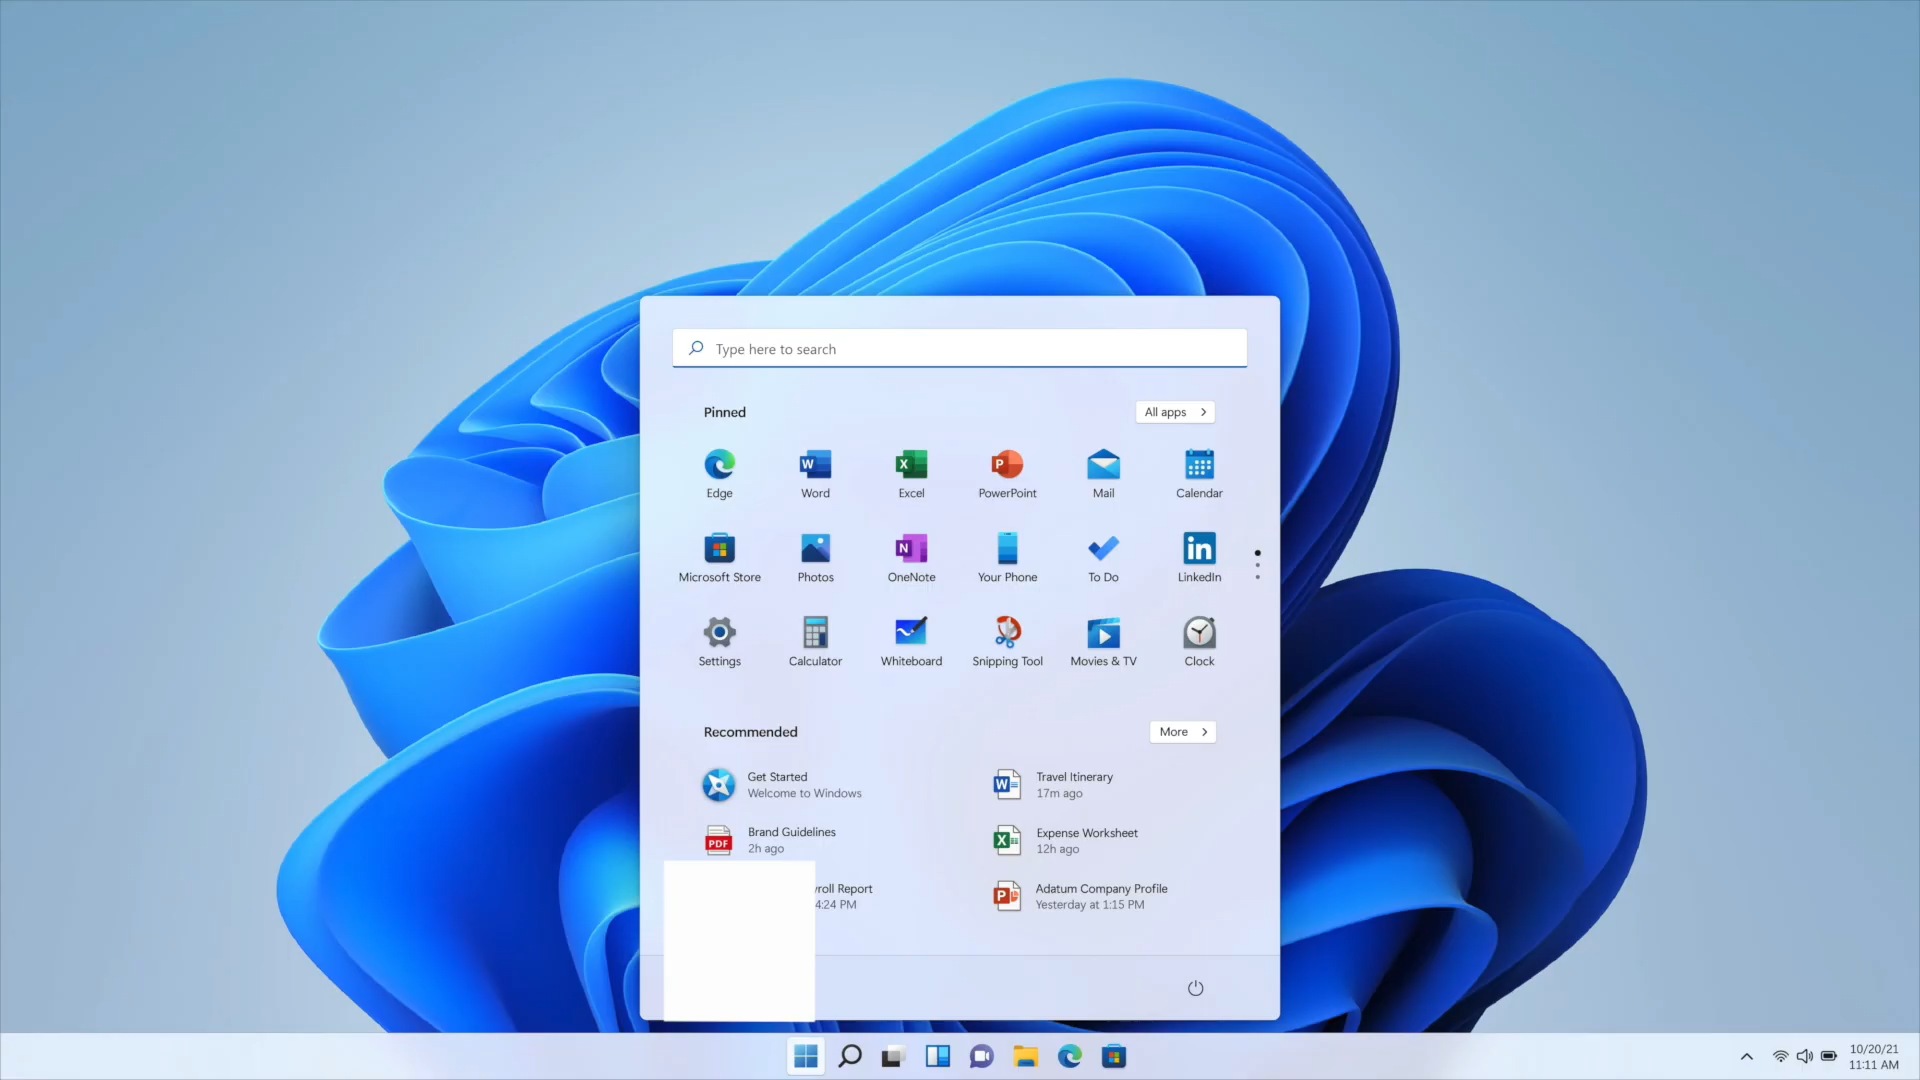 Type here to search
Pinned
All apps
Edge
Word
Excel
PowerPoint
Mail
Calendar
Microsoft Store
Photos
OneNote
Your Phone
To Do
LinkedIn
Settings
Calculator
Whiteboard
Snipping Tool
Movies & TV
Clock
Recommended
More
Get Started
Welcome to Windows
Travel Itinerary
17m ago
PDF
Brand Guidelines
2h ago
Expense Worksheet
12h ago
Report
4:24 PM
Adatum Company Profile
Yesterday at 1:15 PM
10/20/21
11:11 AM